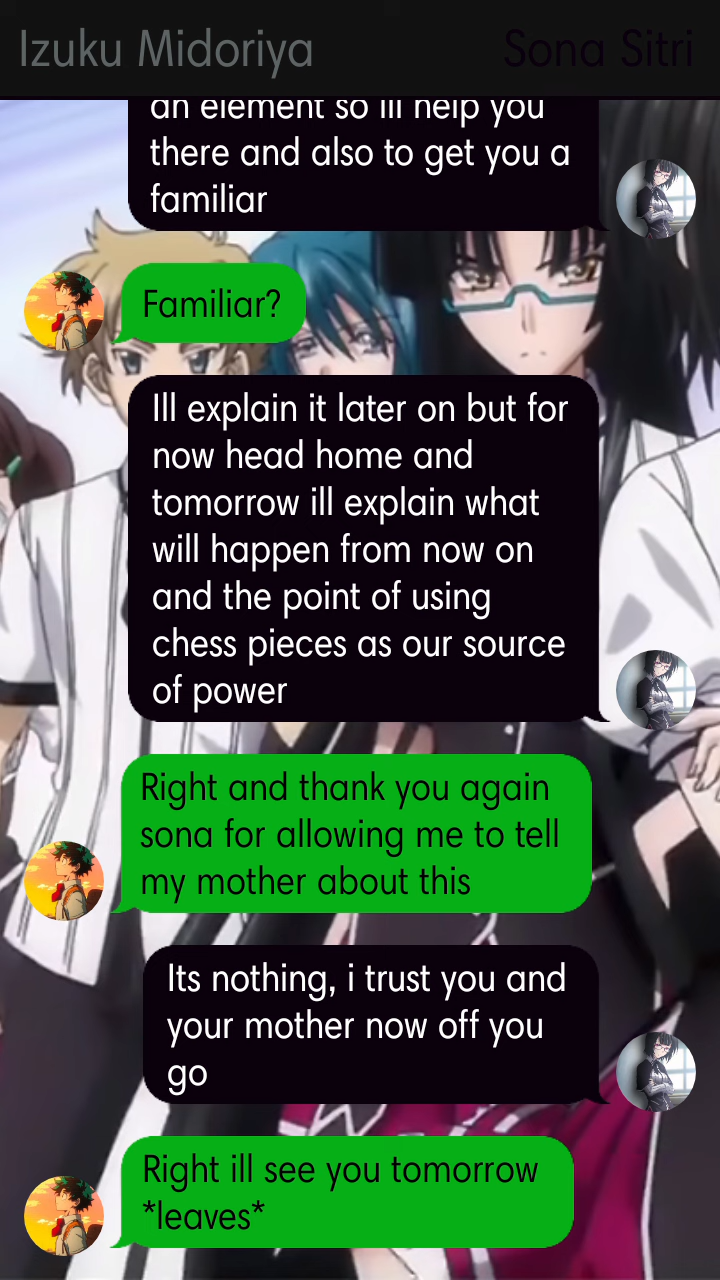 Izuku Midoriya
Sona Sitri
an element so ill help you
there and also to get you a
familiar
Familiar?
Ill explain it later on but for
now head home and
tomorrow ill explain what
will happen from now on
and the point of using
chess pieces as our source
of power
Right and thank you again
sona for allowing me to tell
my mother about this
Its nothing, i trust you and
your mother now off you
go
Right ill see you tomorrow
*leaves*